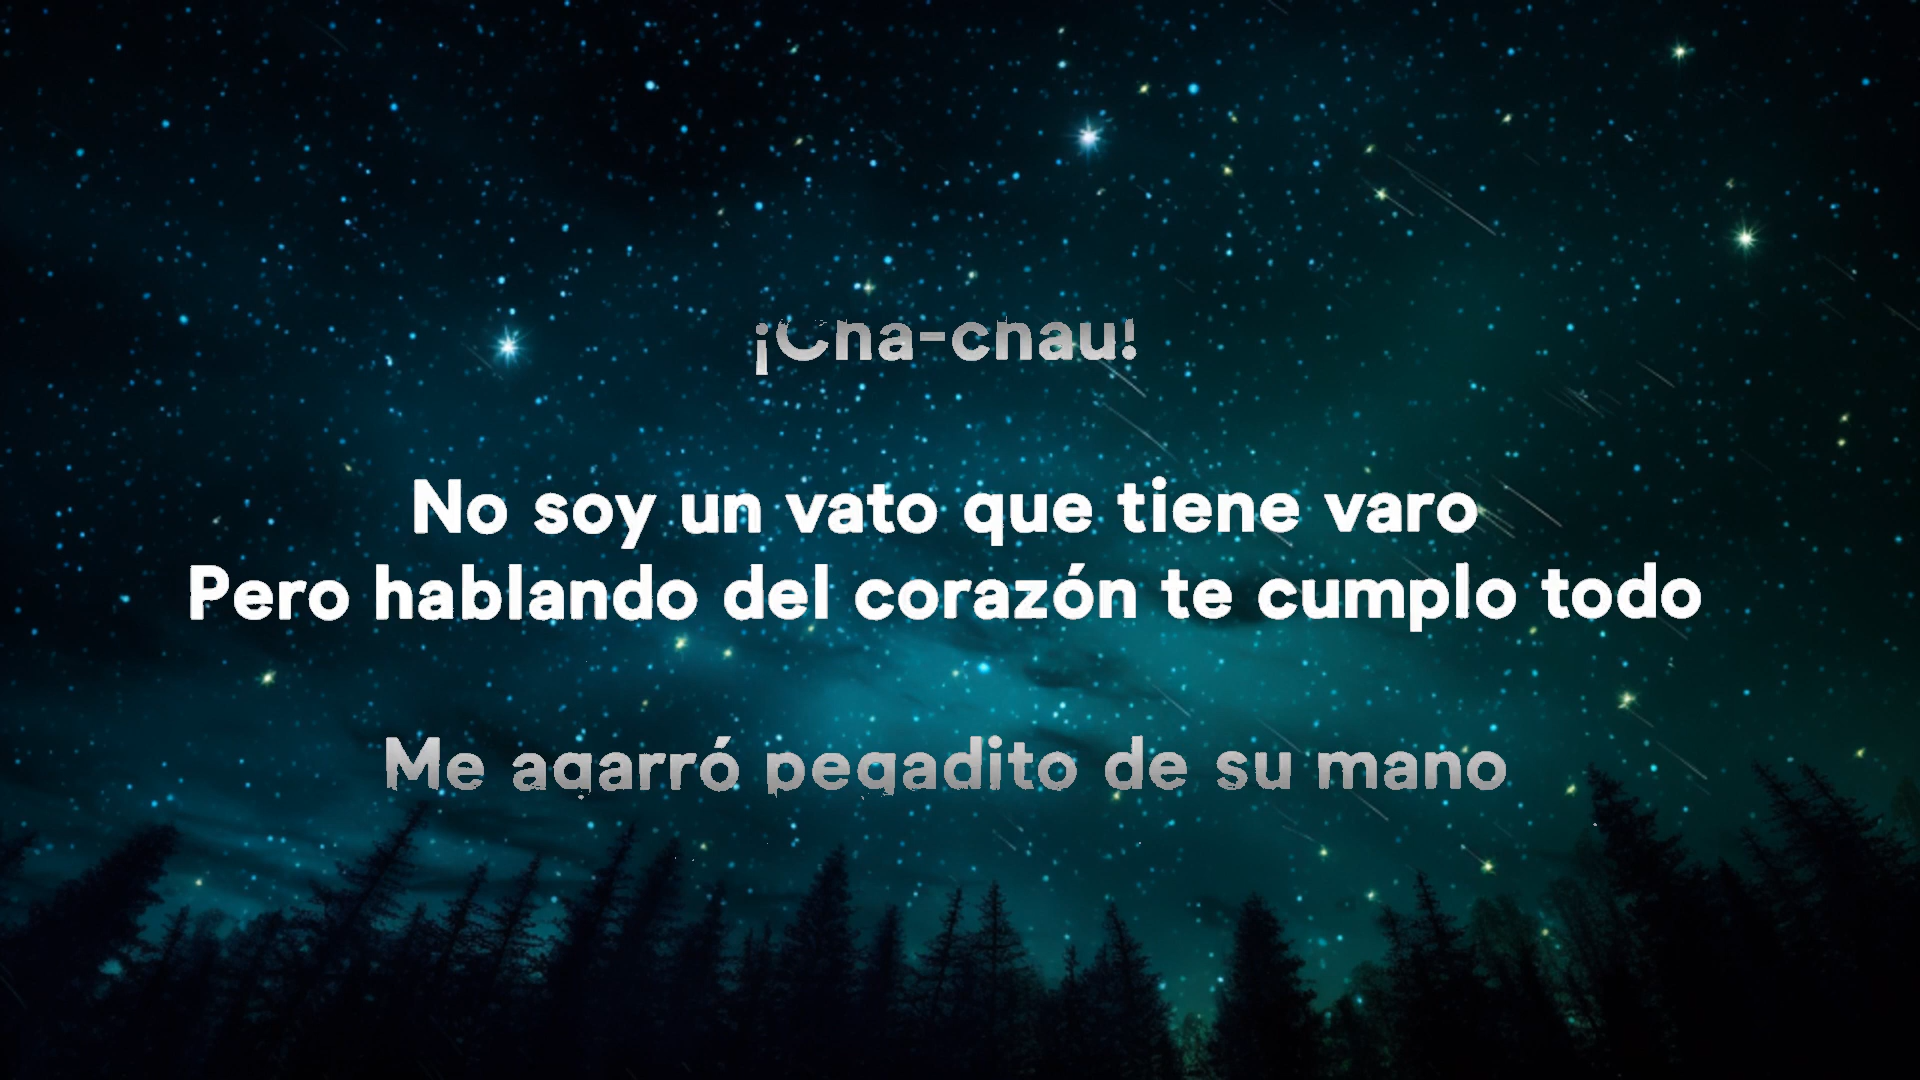 ¡Cha-chau!
No soy un vato que tiene varo
Pero hablando del corazón te cumplo todo
Me agarró pegadito de su mano